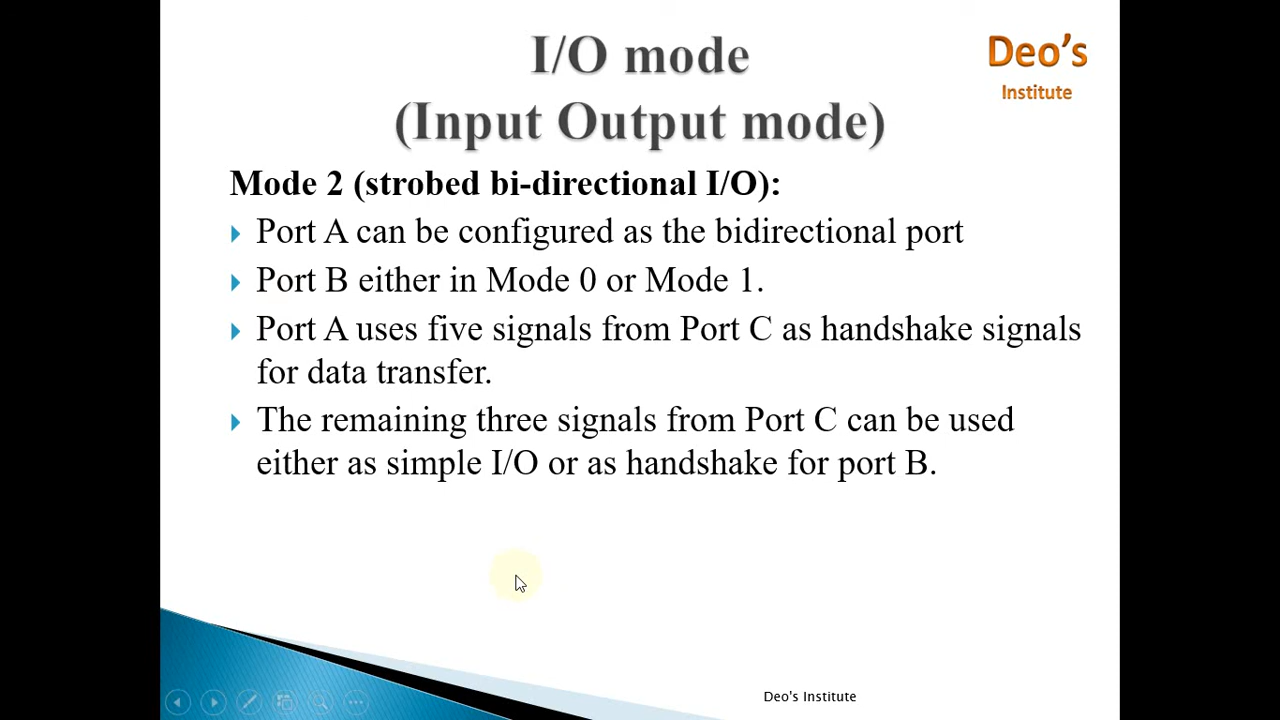 I/O mode
(Input Output mode)
Deo's
Institute
Mode 2 (strobed bi-directional I/O):
Port A can be configured as the bidirectional port
Port B either in Mode 0 or Mode 1.
Port A uses five signals from Port C as handshake signals
for data transfer.
The remaining three signals from Port C can be used
either as simple I/O or as handshake for port B.
Deo's Institute